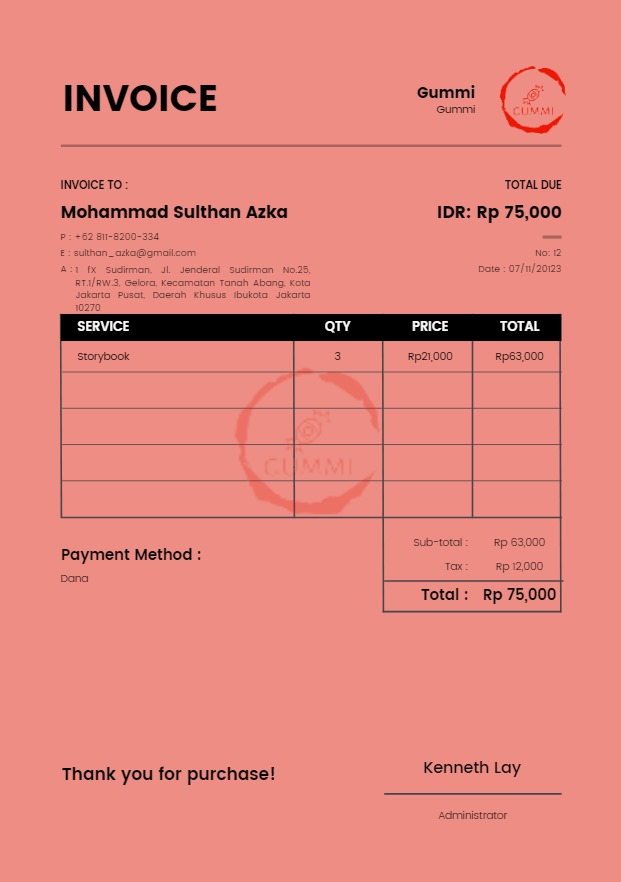 INVOICE
Gummi
Gummi
GUMMI
INVOICE TO :
TOTAL DUE
Mohammad Sulthan Azka
IDR: Rp 75,000
P : +62 811-8200-334
E : sulthan_azka@gmail.com
No: 12
A : 1 fX Sudirman, Jl. Jenderal Sudirman No.25,
Date : 07/11/20123
RT.1/RW.3, Gelora, Kecamatan Tanah Abang, Kota
Jakarta Pusat, Daerah Khusus Ibukota Jakarta
10270
SERVICE QTY PRICE TOTAL
Storybook 3 Rp21,000 Rp63,000
GUMMI
Sub-total : Rp 63,000
Payment Method :
Tax : Rp 12,000
Dana
Total : Rp 75,000
Thank you for purchase!
Kenneth Lay
Administrator